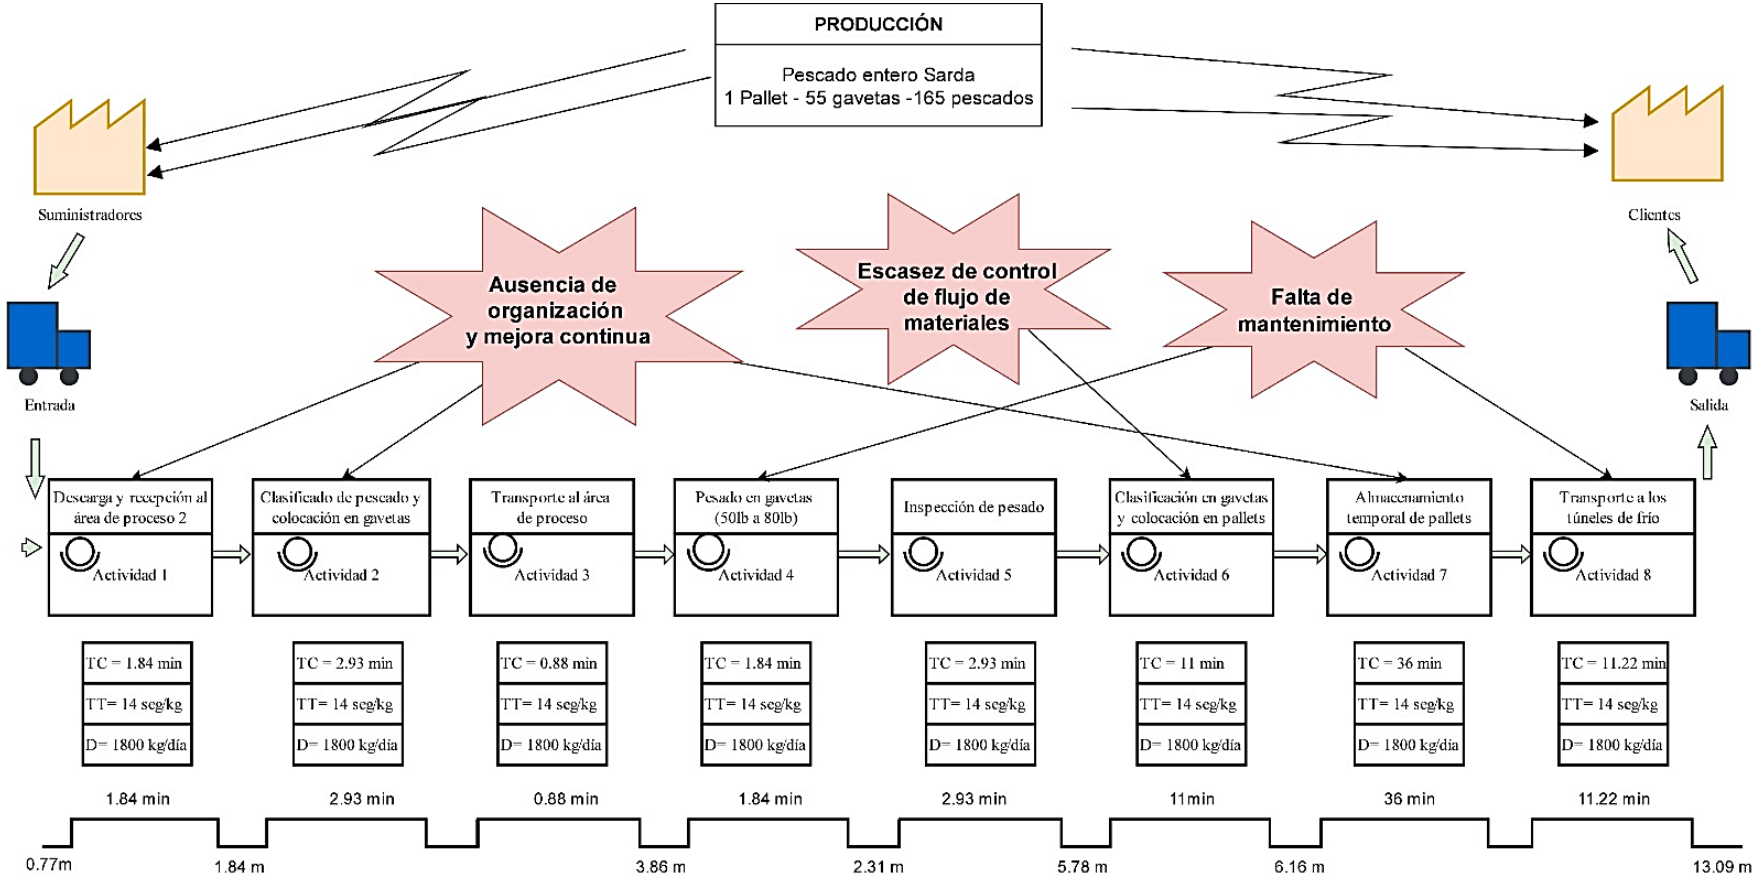 PRODUCCIÓN
Pescado entero Sarda
1 Pallet - 55 gavetas -165 pescados
Suministradores
Clientes
Ausencia de
organización
y mejora continua
Escasez de control
de flujo de
materiales
Falta de
mantenimiento
Entrada
Salida
Descarga y recepción al
área de proceso 2
Actividad 1
Clasificado de pescado y
colocación en gavetas
Actividad 2
Transporte al área
de proceso
Actividad 3
Pesado en gavetas
(50lb a 80lb)
Actividad 4
Inspección de pesado
Actividad 5
Clasificación en gavetas
y colocación en pallets
Actividad 6
Almacenamiento
temporal de pallets
Actividad 7
Transporte a los
túneles de frío
Actividad 8
TC = 1.84 min
TT= 14 seg/kg
D= 1800 kg/día
TC = 2.93 min
TT= 14 seg/kg
D= 1800 kg/día
TC = 0.88 min
TT= 14 seg/kg
D= 1800 kg/día
TC = 1.84 min
TT= 14 seg/kg
D= 1800 kg/día
TC = 2.93 min
TT= 14 seg/kg
D= 1800 kg/día
TC = 11 min
TT= 14 seg/kg
D= 1800 kg/día
TC = 36 min
TT= 14 seg/kg
D= 1800 kg/día
TC = 11.22 min
TT= 14 seg/kg
D= 1800 kg/día
1.84 min
2.93 min
0.88 min
1.84 min
2.93 min
11min
36 min
11.22 min
0.77m
1.84 m
3.86 m
2.31 m
5.78 m
6.16 m
13.09 m